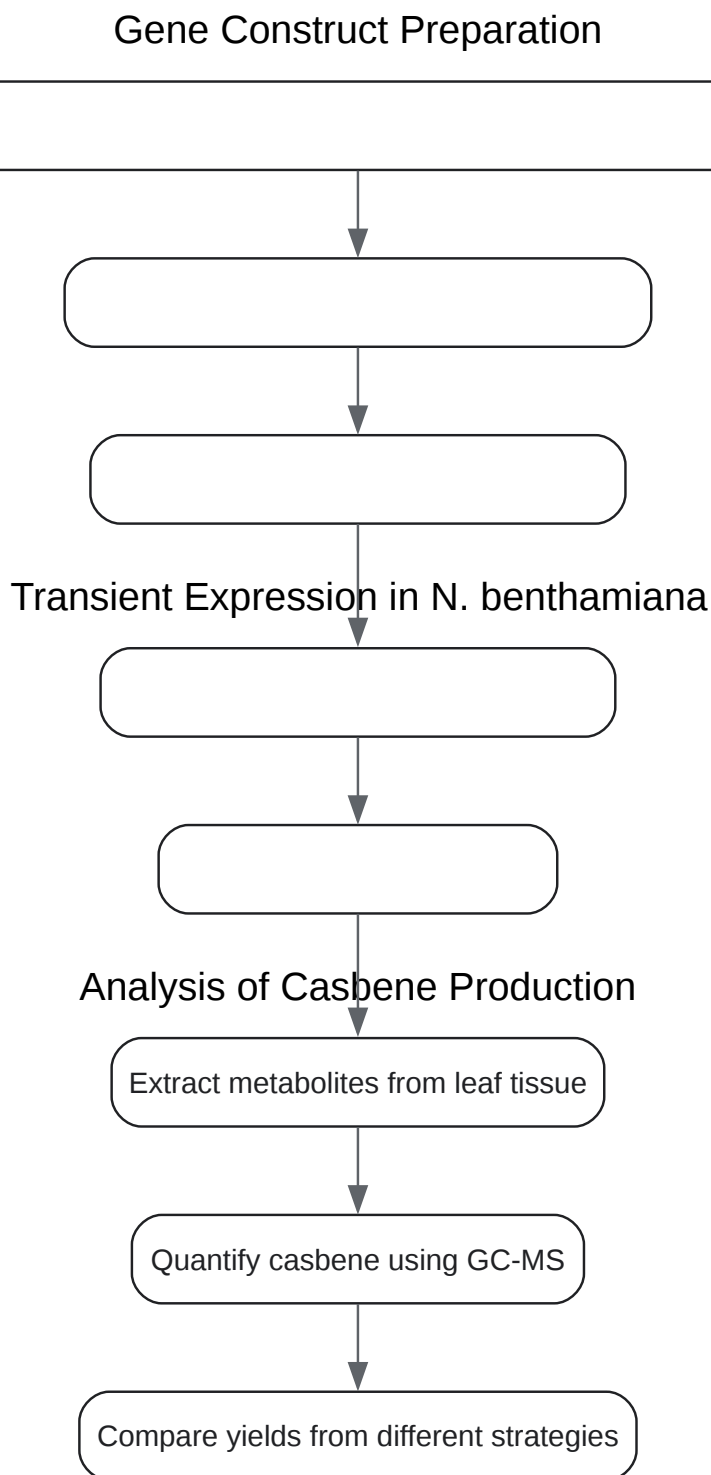 Gene Construct Preparation
Transient Expression in N. benthamiana
Analysis of Casbene Production
Extract metabolites from leaf tissue
Quantify casbene using GC-MS
Compare yields from different strategies